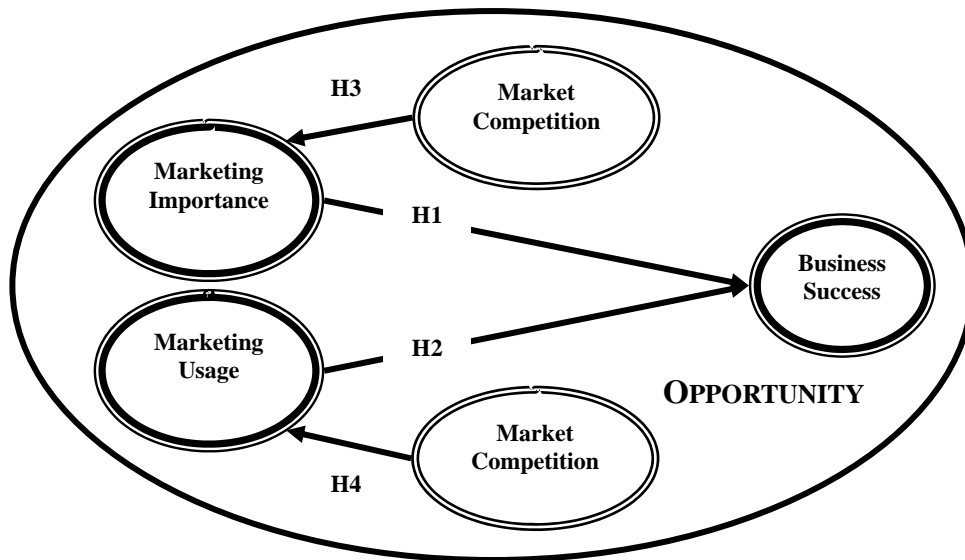 H3
Market
Competition
Marketing
Importance
H1
Business
Success
Marketing
Usage
H2
OPPORTUNITY
Market
Competition
H4